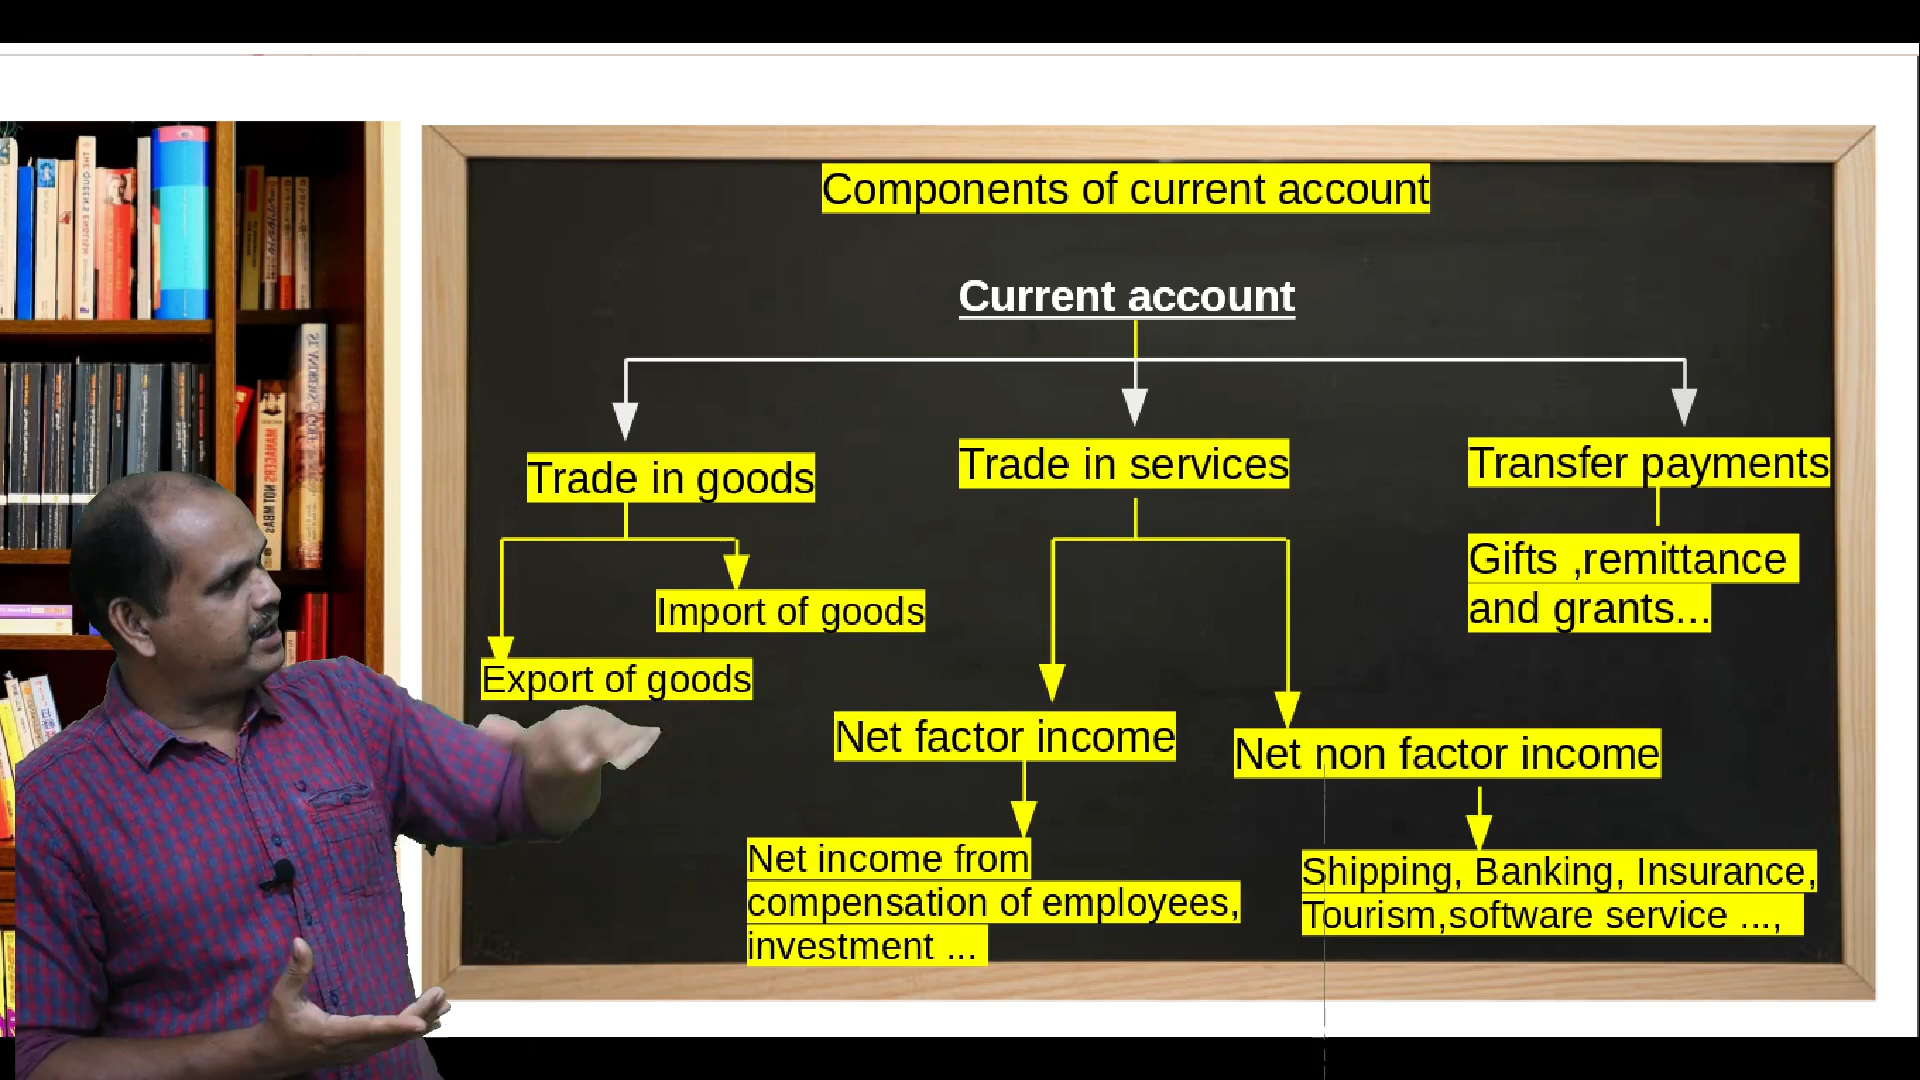 Components of current account
Current account
Trade in goods
Trade in services
Transfer payments
Gifts ,remittance
and grants...
Import of goods
Export of goods
Net factor income
Net non factor income
Net income from
compensation of employees,
investment ...
Shipping, Banking, Insurance,
Tourism,software service ...,